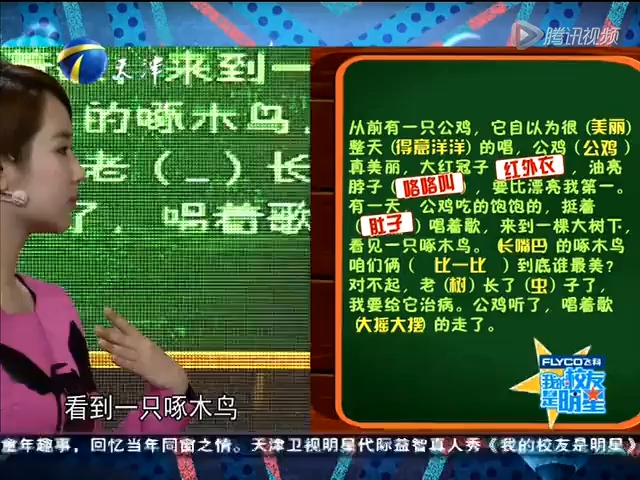 腾讯视频
天津
来到一
的啄木鸟，
老（_）长
了，唱着歌
从前有一只公鸡，它自以为很（美丽）
整天（得意洋洋）的唱，公鸡（公鸡）
真美丽，大红冠子（红外衣），油亮
脖子（咯咯叫），要比漂亮我第一。
有一天，公鸡吃的饱饱的，挺着
（肚子）唱着歌，来到一棵大树下，
看见一只啄木鸟。长嘴巴的啄木鸟
咱们俩（比一比）到底谁最美？
对不起，老（树）长了（虫）子了，
我要给它治病。公鸡听了，唱着歌
（大摇大摆）的走了。
FLYCO飞科
我的校友
是明星
看到一只啄木鸟
童年趣事，回忆当年同窗之情。天津卫视明星代际益智真人秀《我的校友是明星》